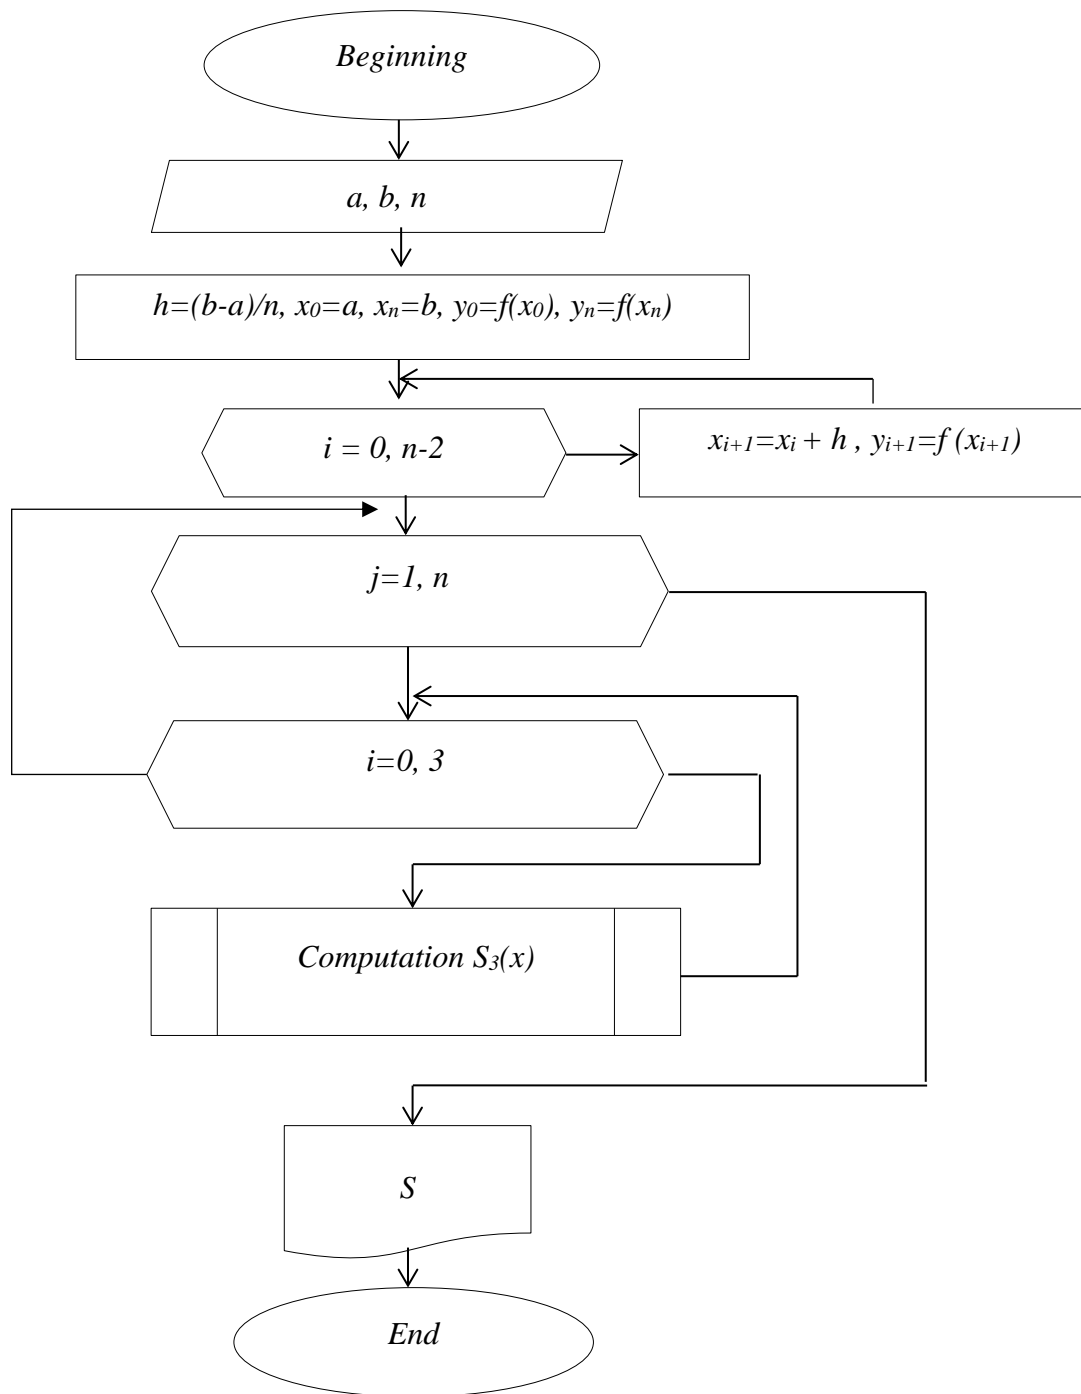 Beginning
a, b, n
h=(b-a)/n, x₀=a, xₙ=b, y₀=f(x₀), yₙ=f(xₙ)
i = 0, n-2
xᵢ₊₁=xᵢ + h , yᵢ₊₁=f (xᵢ₊₁)
j=1, n
i=0, 3
Computation S₃(x)
S
End